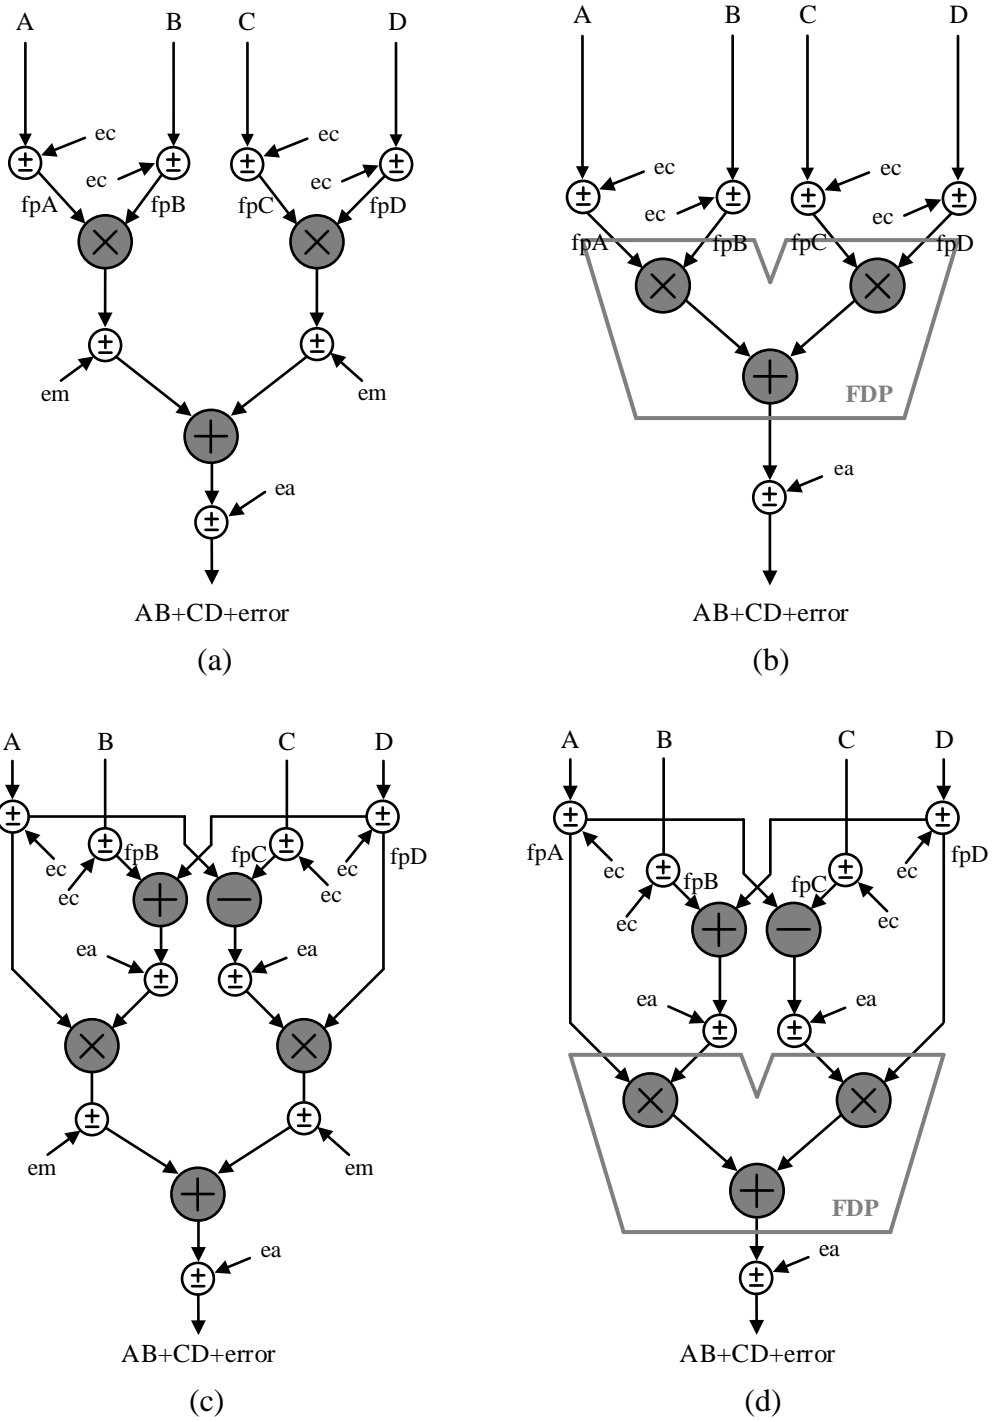 A B C D
ec ec
ec ec
fpA fpB fpC fpD
em em
ea
AB+CD+error
(a)
A B C D
ec ec
ec ec
fpA fpB fpC fpD
FDP
ea
AB+CD+error
(b)
A B C D
fpB fpC fpD
ec ec
ec ec
ea ea
em em
ea
AB+CD+error
(c)
A B C D
fpA fpB fpC fpD
ec ec
ec ec
ea ea
FDP
ea
AB+CD+error
(d)